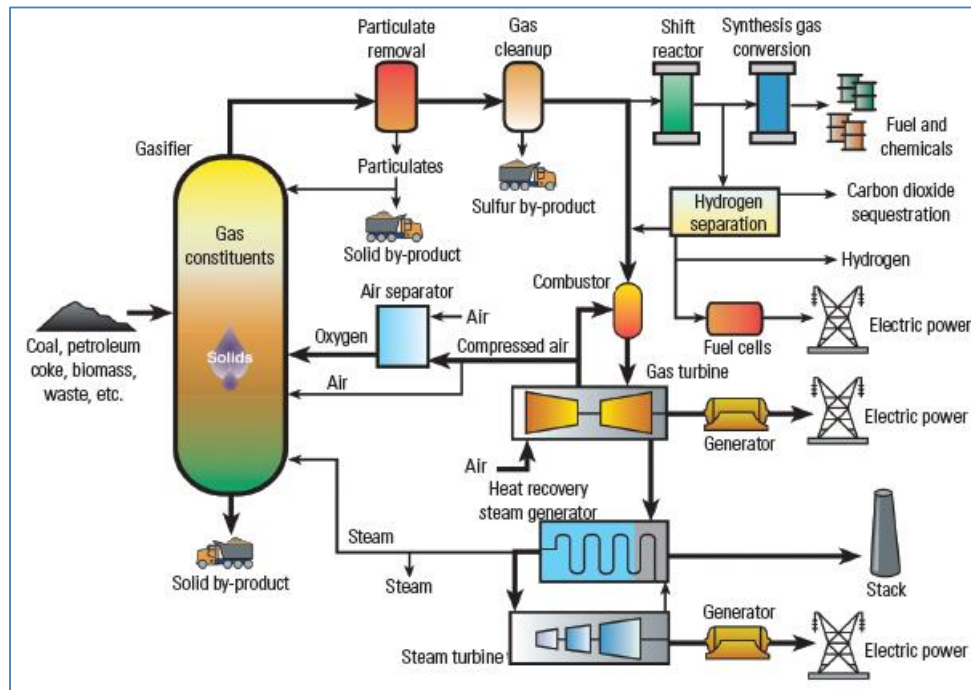 Particulate
removal
Gas
cleanup
Shift
reactor
Synthesis gas
conversion
Gasifier
Fuel and
chemicals
Particulates
Sulfur by-product
Solid by-product
Gas
constituents
Hydrogen
separation
Carbon dioxide
sequestration
Hydrogen
Air separator
Air
Combustor
Oxygen
Compressed air
Coal, petroleum
coke, biomass,
waste, etc.
Solids
Air
Fuel cells
Electric power
Gas turbine
Generator
Electric power
Air
Heat recovery
steam generator
Steam
Steam
Solid by-product
Stack
Generator
Steam turbine
Electric power